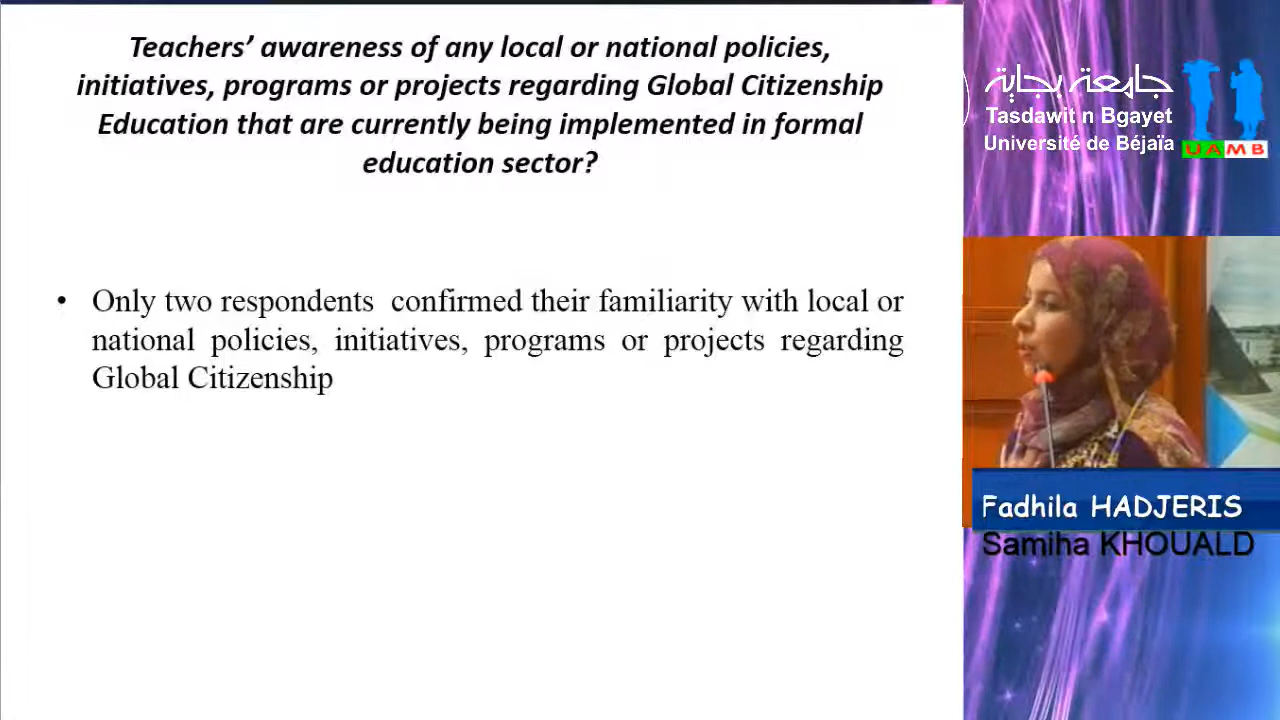 Teachers’ awareness of any local or national policies,
initiatives, programs or projects regarding Global Citizenship
Education that are currently being implemented in formal
education sector?
• Only two respondents confirmed their familiarity with local or
national policies, initiatives, programs or projects regarding
Global Citizenship
جامعة بجاية
Tasdawit n Bgayet
Université de Béjaïa
UAMB
Fadhila HADJERIS
Samiha KHOUALD